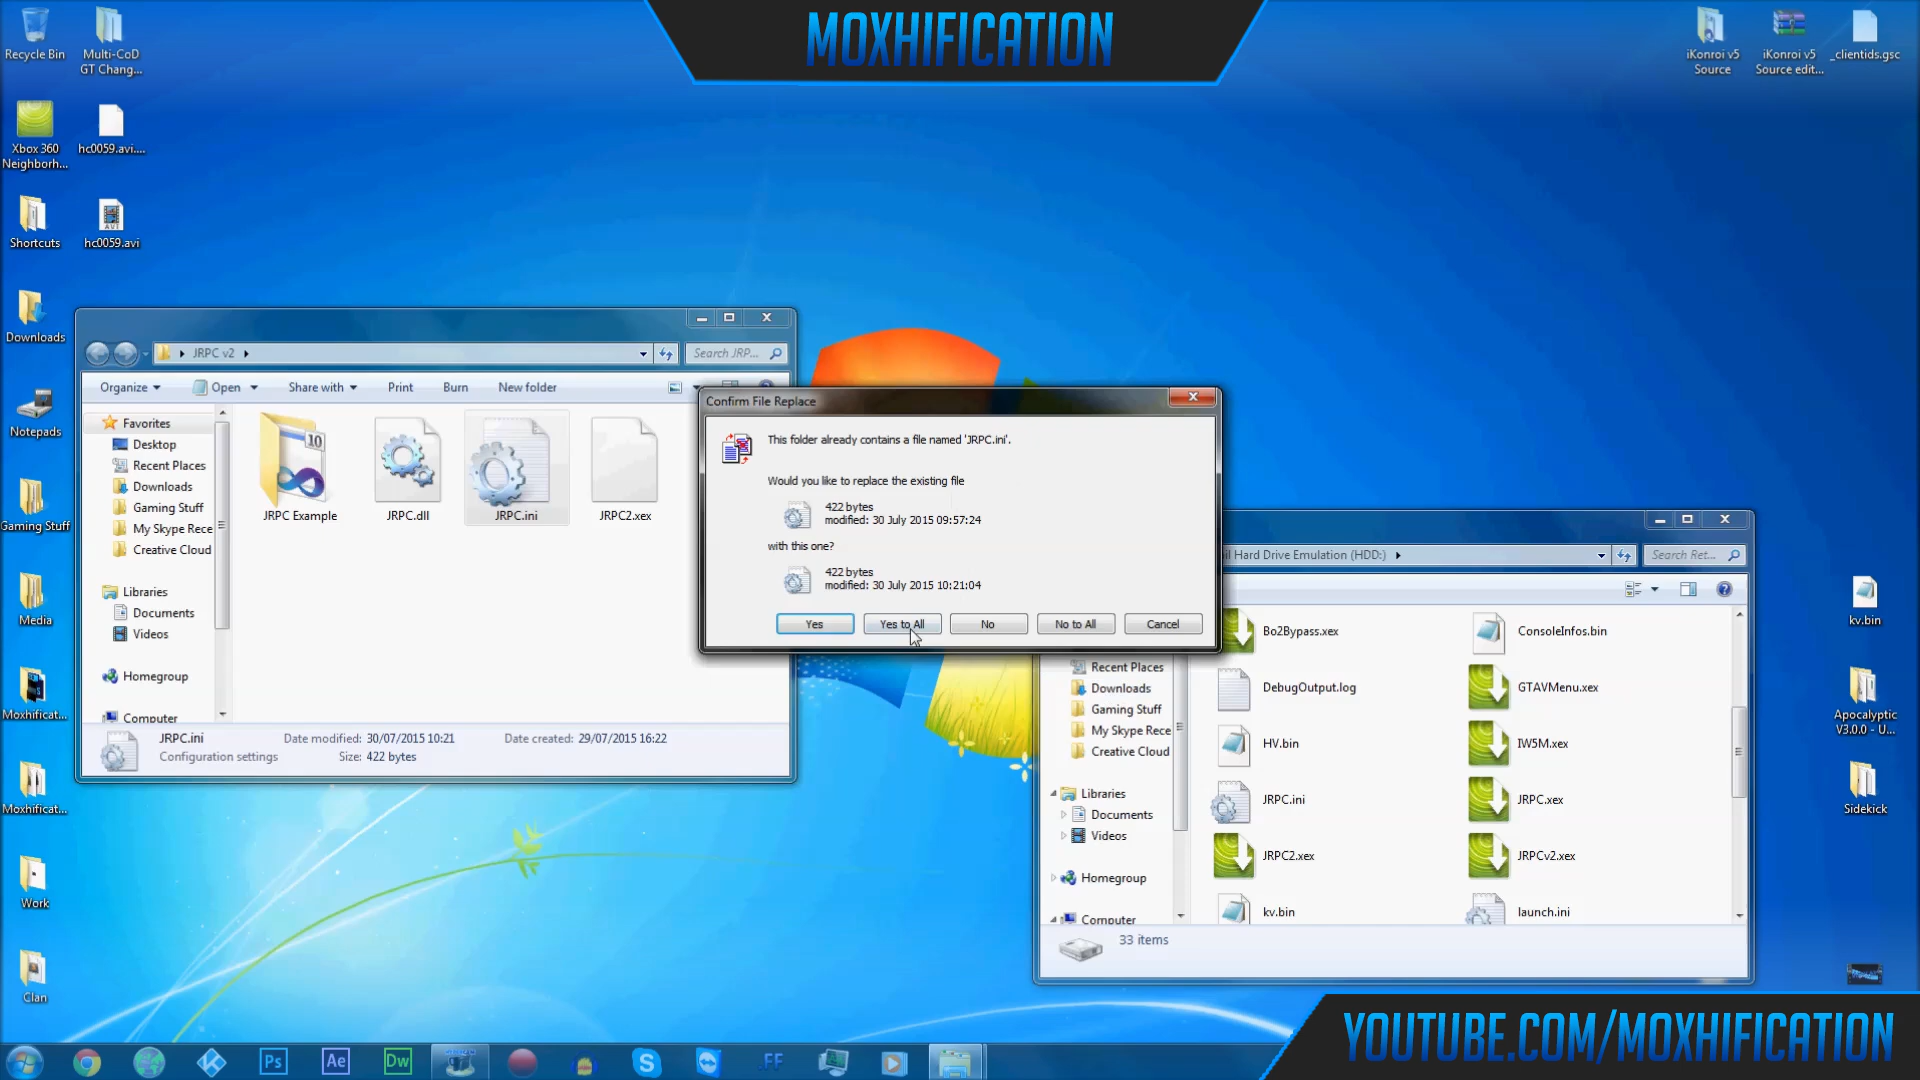 MOXHIFICATION
Recycle Bin
Multi-CoD
GT Chang...
iKonroi v5
Source
iKonroi v5
Source edit...
_clientids.gsc
Xbox 360
Neighborh...
hc0059.avi....
Shortcuts
hc0059.avi
Downloads
Notepads
Gaming Stuff
Media
Moxhificat...
Moxhificat...
Work
Clan
JRPC v2
Search JRP...
Organize
Open
Share with
Print
Burn
New folder
Favorites
Desktop
Recent Places
Downloads
Gaming Stuff
My Skype Rece
Creative Cloud
Libraries
Documents
Videos
Homegroup
Computer
10
JRPC Example
JRPC.dll
JRPC.ini
JRPC2.xex
JRPC.ini
Date modified: 30/07/2015 10:21
Date created: 29/07/2015 16:22
Configuration settings
Size: 422 bytes
Confirm File Replace
This folder already contains a file named 'JRPC.ini'.
Would you like to replace the existing file
422 bytes
modified: 30 July 2015 09:57:24
with this one?
422 bytes
modified: 30 July 2015 10:21:04
Yes
Yes to All
No
No to All
Cancel
Hard Drive Emulation (HDD:)
Search Ret...
Recent Places
Downloads
Gaming Stuff
My Skype Rece
Creative Cloud
Libraries
Documents
Videos
Homegroup
Computer
Bo2Bypass.xex
ConsoleInfos.bin
DebugOutput.log
GTAVMenu.xex
HV.bin
IW5M.xex
JRPC.ini
JRPC.xex
JRPC2.xex
JRPCv2.xex
kv.bin
launch.ini
33 items
kv.bin
Apocalyptic
V3.0.0 - U...
Sidekick
AVI
Ps
Ae
Dw
S
.FF
YOUTUBE.COM/MOXHIFICATION